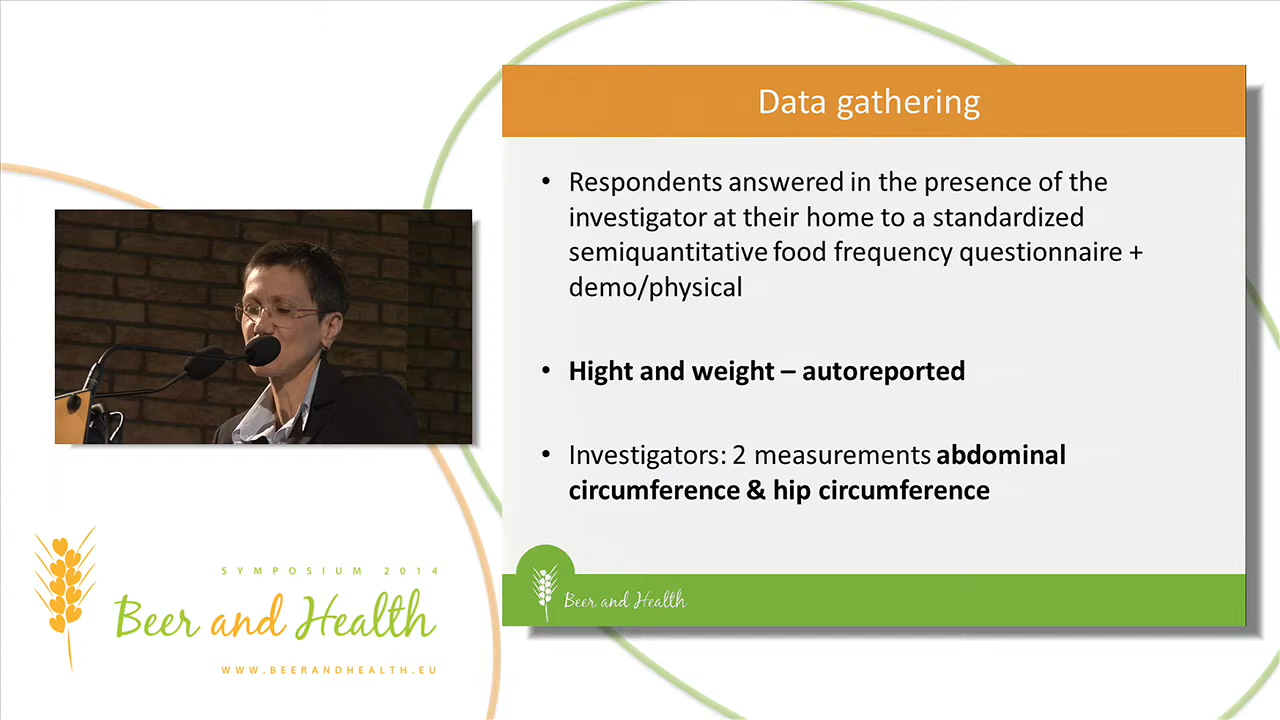 Data gathering
• Respondents answered in the presence of the
investigator at their home to a standardized
semiquantitative food frequency questionnaire +
demo/physical
• Hight and weight – autoreported
• Investigators: 2 measurements abdominal
circumference & hip circumference
Beer and Health
SYMPOSIUM 2014
Beer and Health
WWW.BEERANDHEALTH.EU